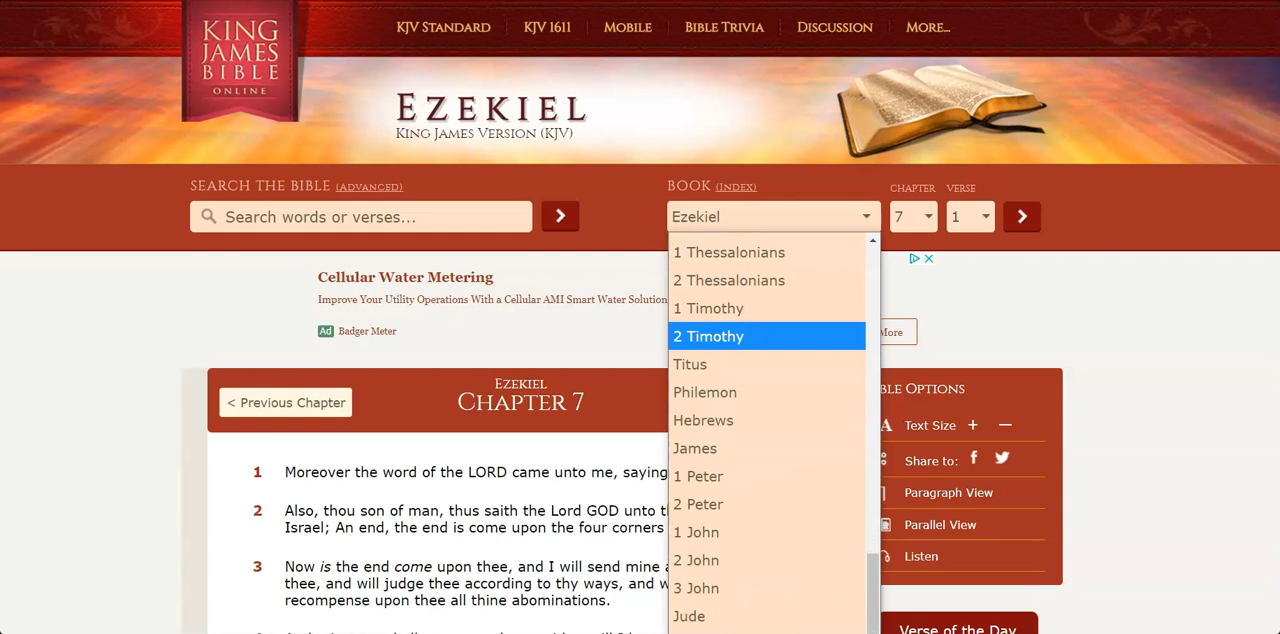 KING
JAMES
BIBLE
ONLINE
KJV STANDARD
KJV 1611
MOBILE
BIBLE TRIVIA
DISCUSSION
MORE...
EZEKIEL
KING JAMES VERSION (KJV)
SEARCH THE BIBLE (ADVANCED)
Search words or verses...
BOOK (INDEX)
CHAPTER
VERSE
Ezekiel
7
1
1 Thessalonians
2 Thessalonians
1 Timothy
2 Timothy
Titus
Philemon
Hebrews
James
1 Peter
2 Peter
1 John
2 John
3 John
Jude
Cellular Water Metering
Improve Your Utility Operations With a Cellular AMI Smart Water Solution
Ad Badger Meter
More
< Previous Chapter
EZEKIEL
CHAPTER 7
1 Moreover the word of the LORD came unto me, saying
2 Also, thou son of man, thus saith the Lord GOD unto
Israel; An end, the end is come upon the four corners
3 Now is the end come upon thee, and I will send mine
thee, and will judge thee according to thy ways, and
recompense upon thee all thine abominations.
OPTIONS
A Text Size + —
Share to:
Paragraph View
Parallel View
Listen
Verse of the Day